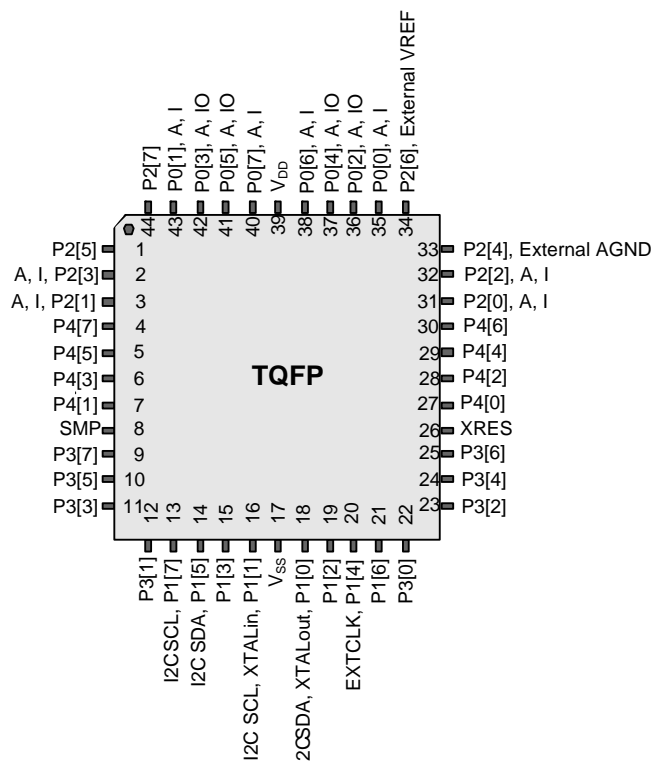 P2[7]
P0[1], A, I
P0[3], A, IO
P0[5], A, IO
P0[7], A, I
VDD
P0[6], A, I
P0[4], A, IO
P0[2], A, IO
P0[0], A, I
P2[6], External VREF
44
43
42
41
40
39
38
37
36
35
34
P2[5] 1
A, I, P2[3] 2
A, I, P2[1] 3
P4[7] 4
P4[5] 5
P4[3] 6
P4[1] 7
SMP 8
P3[7] 9
P3[5] 10
P3[3] 11
TQFP
33 P2[4], External AGND
32 P2[2], A, I
31 P2[0], A, I
30 P4[6]
29 P4[4]
28 P4[2]
27 P4[0]
26 XRES
25 P3[6]
24 P3[4]
23 P3[2]
12
13
14
15
16
17
18
19
20
21
22
P3[1]
I2CSCL, P1[7]
I2C SDA, P1[5]
P1[3]
I2C SCL, XTALin, P1[1]
VSS
2CSDA, XTALout, P1[0]
P1[2]
EXTCLK, P1[4]
P1[6]
P3[0]